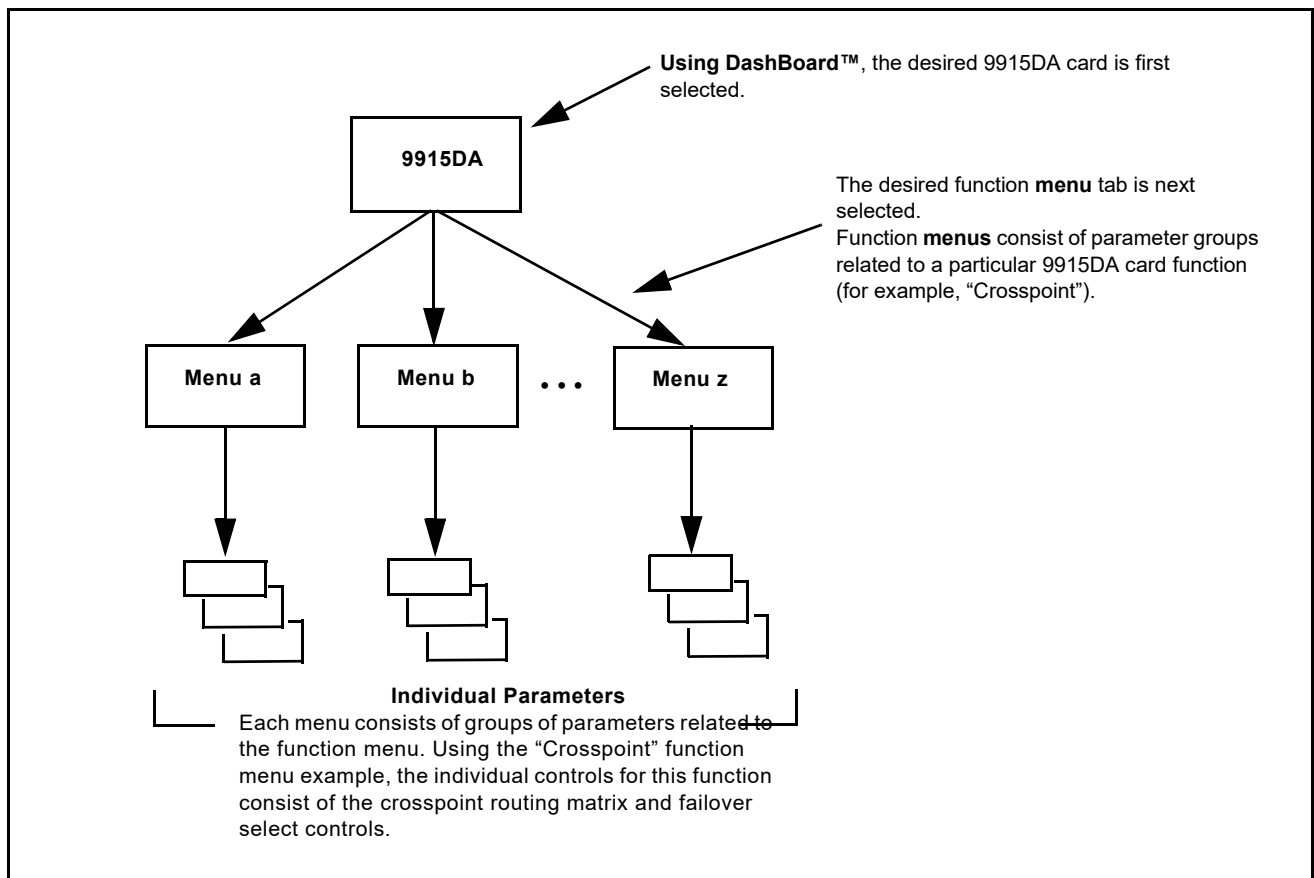 Using DashBoard™, the desired 9915DA card is first
selected.
9915DA
The desired function menu tab is next
selected.
Function menus consist of parameter groups
related to a particular 9915DA card function
(for example, “Crosspoint”).
Menu a
Menu b
• • •
Menu z
Individual Parameters
Each menu consists of groups of parameters related to
the function menu. Using the “Crosspoint” function
menu example, the individual controls for this function
consist of the crosspoint routing matrix and failover
select controls.